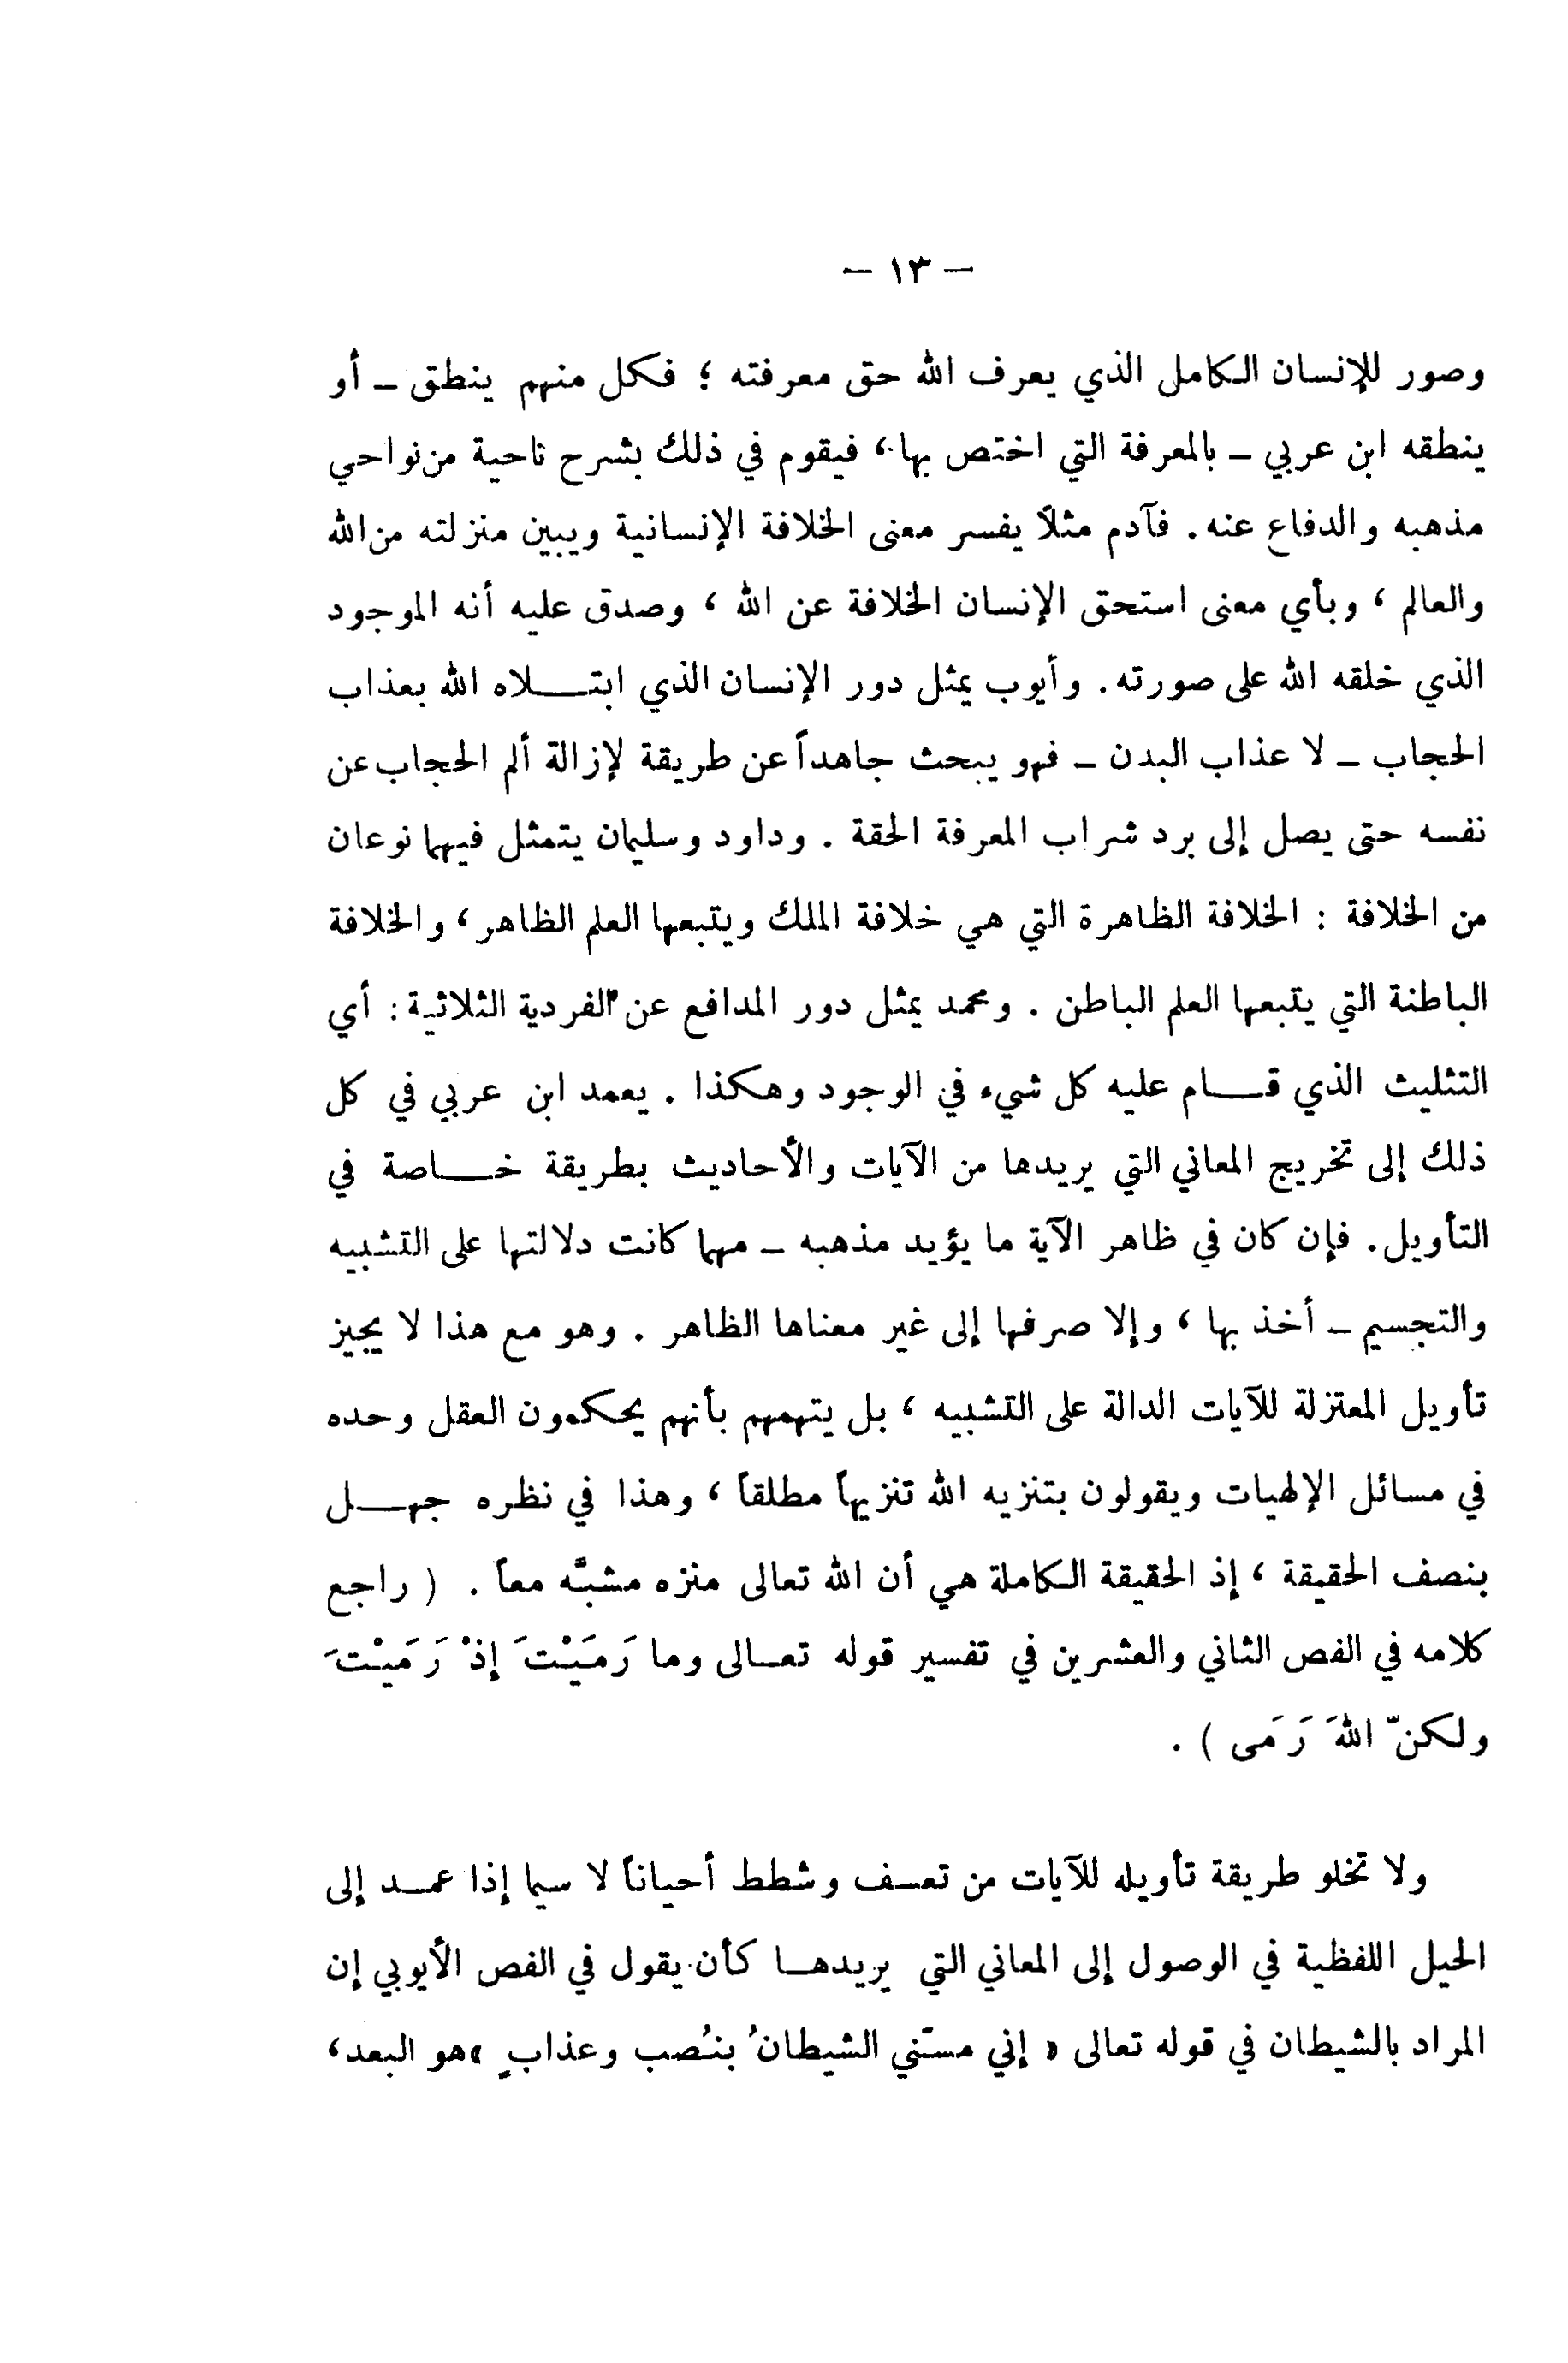 — ١٣ —
وصور للإنسان الكامل الذي يعرف الله حق معرفته ؛ فكل منهم ينطق – أو
ينطقه ابن عربي – بالمعرفة التي اختص بها ، فيقوم في ذلك بشرح ناحية من نواحي
مذهبه والدفاع عنه . فآدم مثلاً يفسر معنى الخلافة الإنسانية ويبين منزلته من الله
والعالم ، وبأي معنى استحق الإنسان الخلافة عن الله ، وصدق عليه أنه الموجود
الذي خلقه الله على صورته . وأيوب يمثل دور الإنسان الذي ابتـــلاه الله بعذاب
الحجاب – لا عذاب البدن – فهو يبحث جاهداً عن طريقة لإزالة ألم الحجاب عن
نفسه حتى يصل إلى برد شراب المعرفة الحقة . وداود وسليمان يتمثل فيهما نوعان
من الخلافة : الخلافة الظاهرة التي هي خلافة الملك ويتبعها العلم الظاهر ، والخلافة
الباطنة التي يتبعها العلم الباطن . ومحمد يمثل دور المدافع عن الفردية الثلاثية : أي
التثليث الذي قـــام عليه كل شيء في الوجود وهكذا . يعمد ابن عربي في كل
ذلك إلى تخريج المعاني التي يريدها من الآيات والأحاديث بطريقة خـــاصة في
التأويل . فإن كان في ظاهر الآية ما يؤيد مذهبه – مهما كانت دلالتها على التشبيه
والتجسيم – أخذ بها ، وإلا صرفها إلى غير معناها الظاهر . وهو مع هذا لا يجيز
تأويل المعتزلة للآيات الدالة على التشبيه ، بل يتهمهم بأنهم يحكمون العقل وحده
في مسائل الإلهيات ويقولون بتنزيه الله تنزيهاً مطلقاً ، وهذا في نظره جهـــل
بنصف الحقيقة ، إذ الحقيقة الكاملة هي أن الله تعالى منزه مشبَّه معاً . ( راجع
كلامه في الفص الثاني والعشرين في تفسير قوله تعـالى وما رَمَيْتَ إذْ رَمَيْتَ
ولكنّ اللهَ رَمَى ) .
ولا تخلو طريقة تأويله للآيات من تعسف وشطط أحياناً لا سيما إذا عمـد إلى
الحيل اللفظية في الوصول إلى المعاني التي يريدهـا كأن يقول في الفص الأيوبي إن
المراد بالشيطان في قوله تعالى « إني مسّني الشيطانُ بنُصب وعذابٍ » هو البعد ،